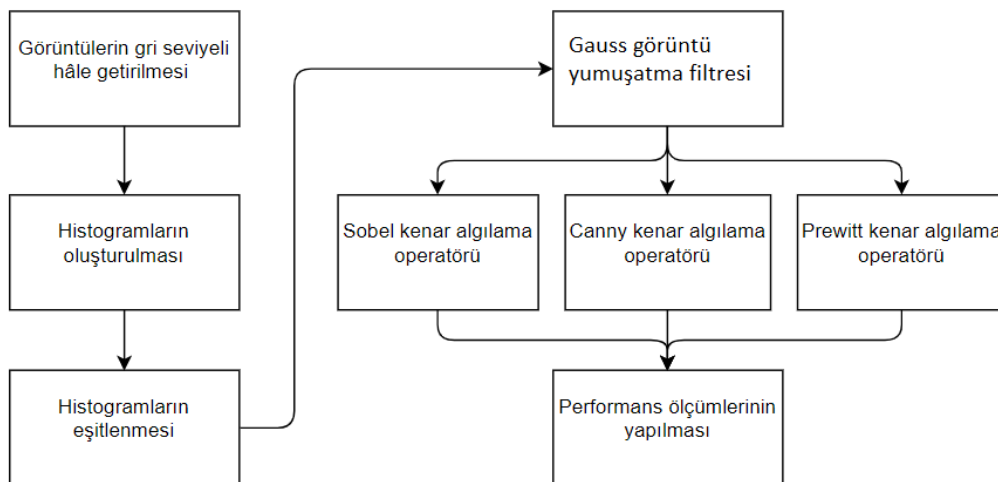 Görüntülerin gri seviyeli
hâle getirilmesi
Histogramların
oluşturulması
Histogramların
eşitlenmesi
Gauss görüntü
yumuşatma filtresi
Sobel kenar algılama
operatörü
Canny kenar algılama
operatörü
Prewitt kenar algılama
operatörü
Performans ölçümlerinin
yapılması